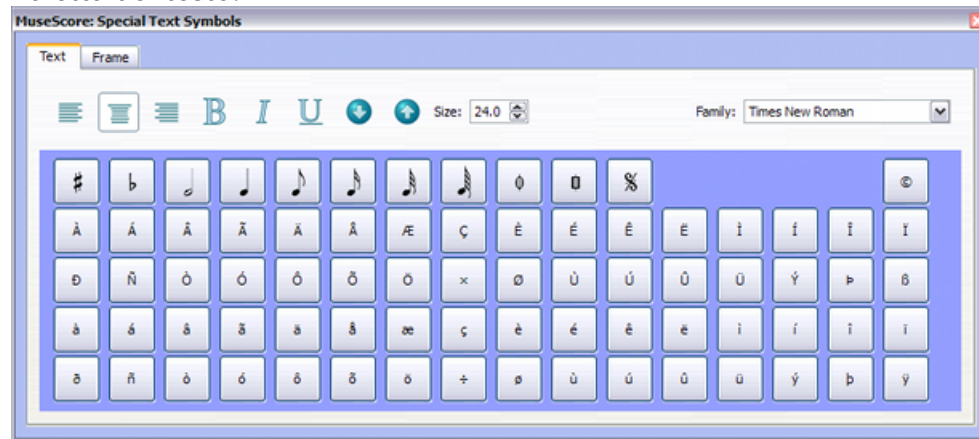 MuseScore: Special Text Symbols
Text Frame
B I U Size: 24.0 Family: Times New Roman
♯ ♭ 𝅗𝅥 ♩ ♪ 𝅘𝅥𝅯 𝅘𝅥𝅰 𝅘𝅥𝅱 𝄌 𝄋 ©
À Á Â Ã Ä Å Æ Ç È É Ê Ë Ì Í Î Ï
Ð Ñ Ò Ó Ô Õ Ö × Ø Ù Ú Û Ü Ý Þ ß
à á â ã ä å æ ç è é ê ë ì í î ï
ð ñ ò ó ô õ ö ÷ ø ù ú û ü ý þ ÿ